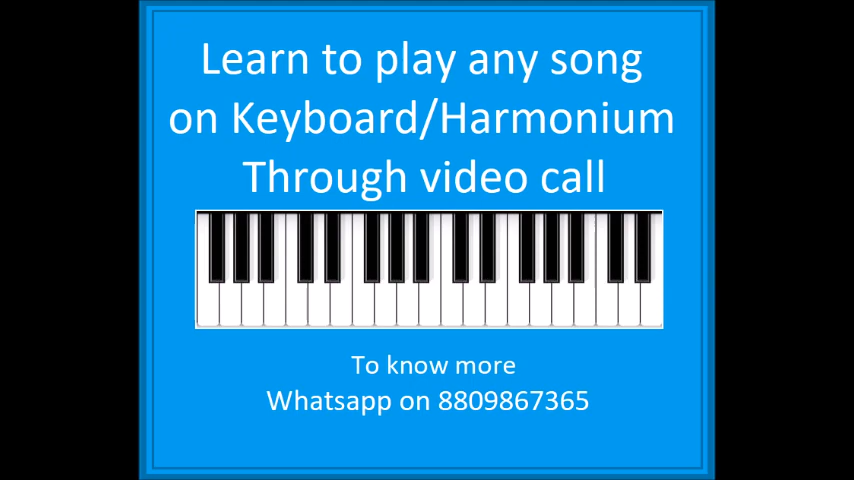 Learn to play any song
on Keyboard/Harmonium
Through video call
To know more
Whatsapp on 8809867365